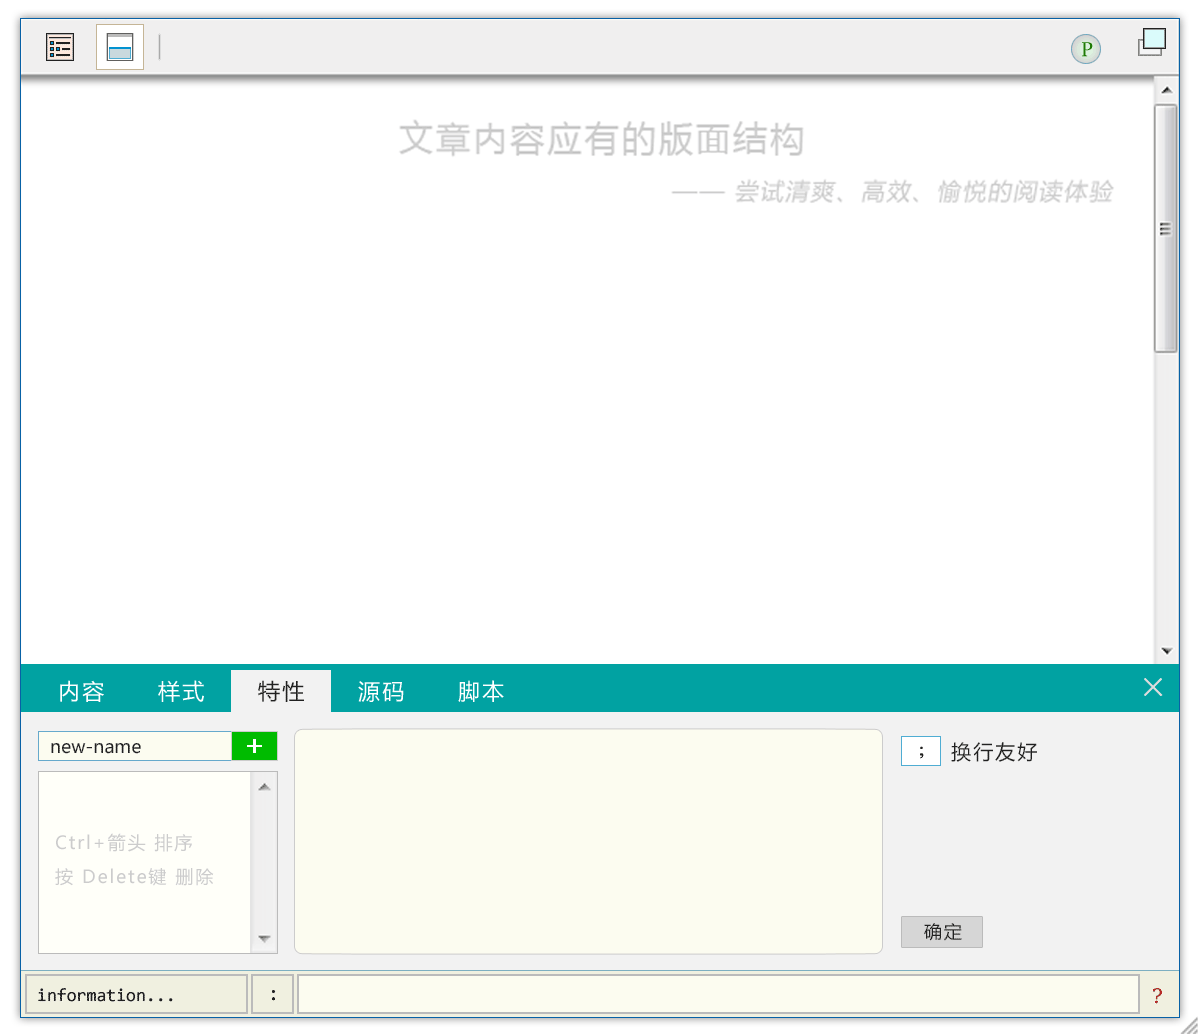 P
文章内容应有的版面结构
—— 尝试清爽、高效、愉悦的阅读体验
内容 样式 特性 源码 脚本
new-name +
; 换行友好
Ctrl+箭头 排序
按 Delete键 删除
确定
information... : ?